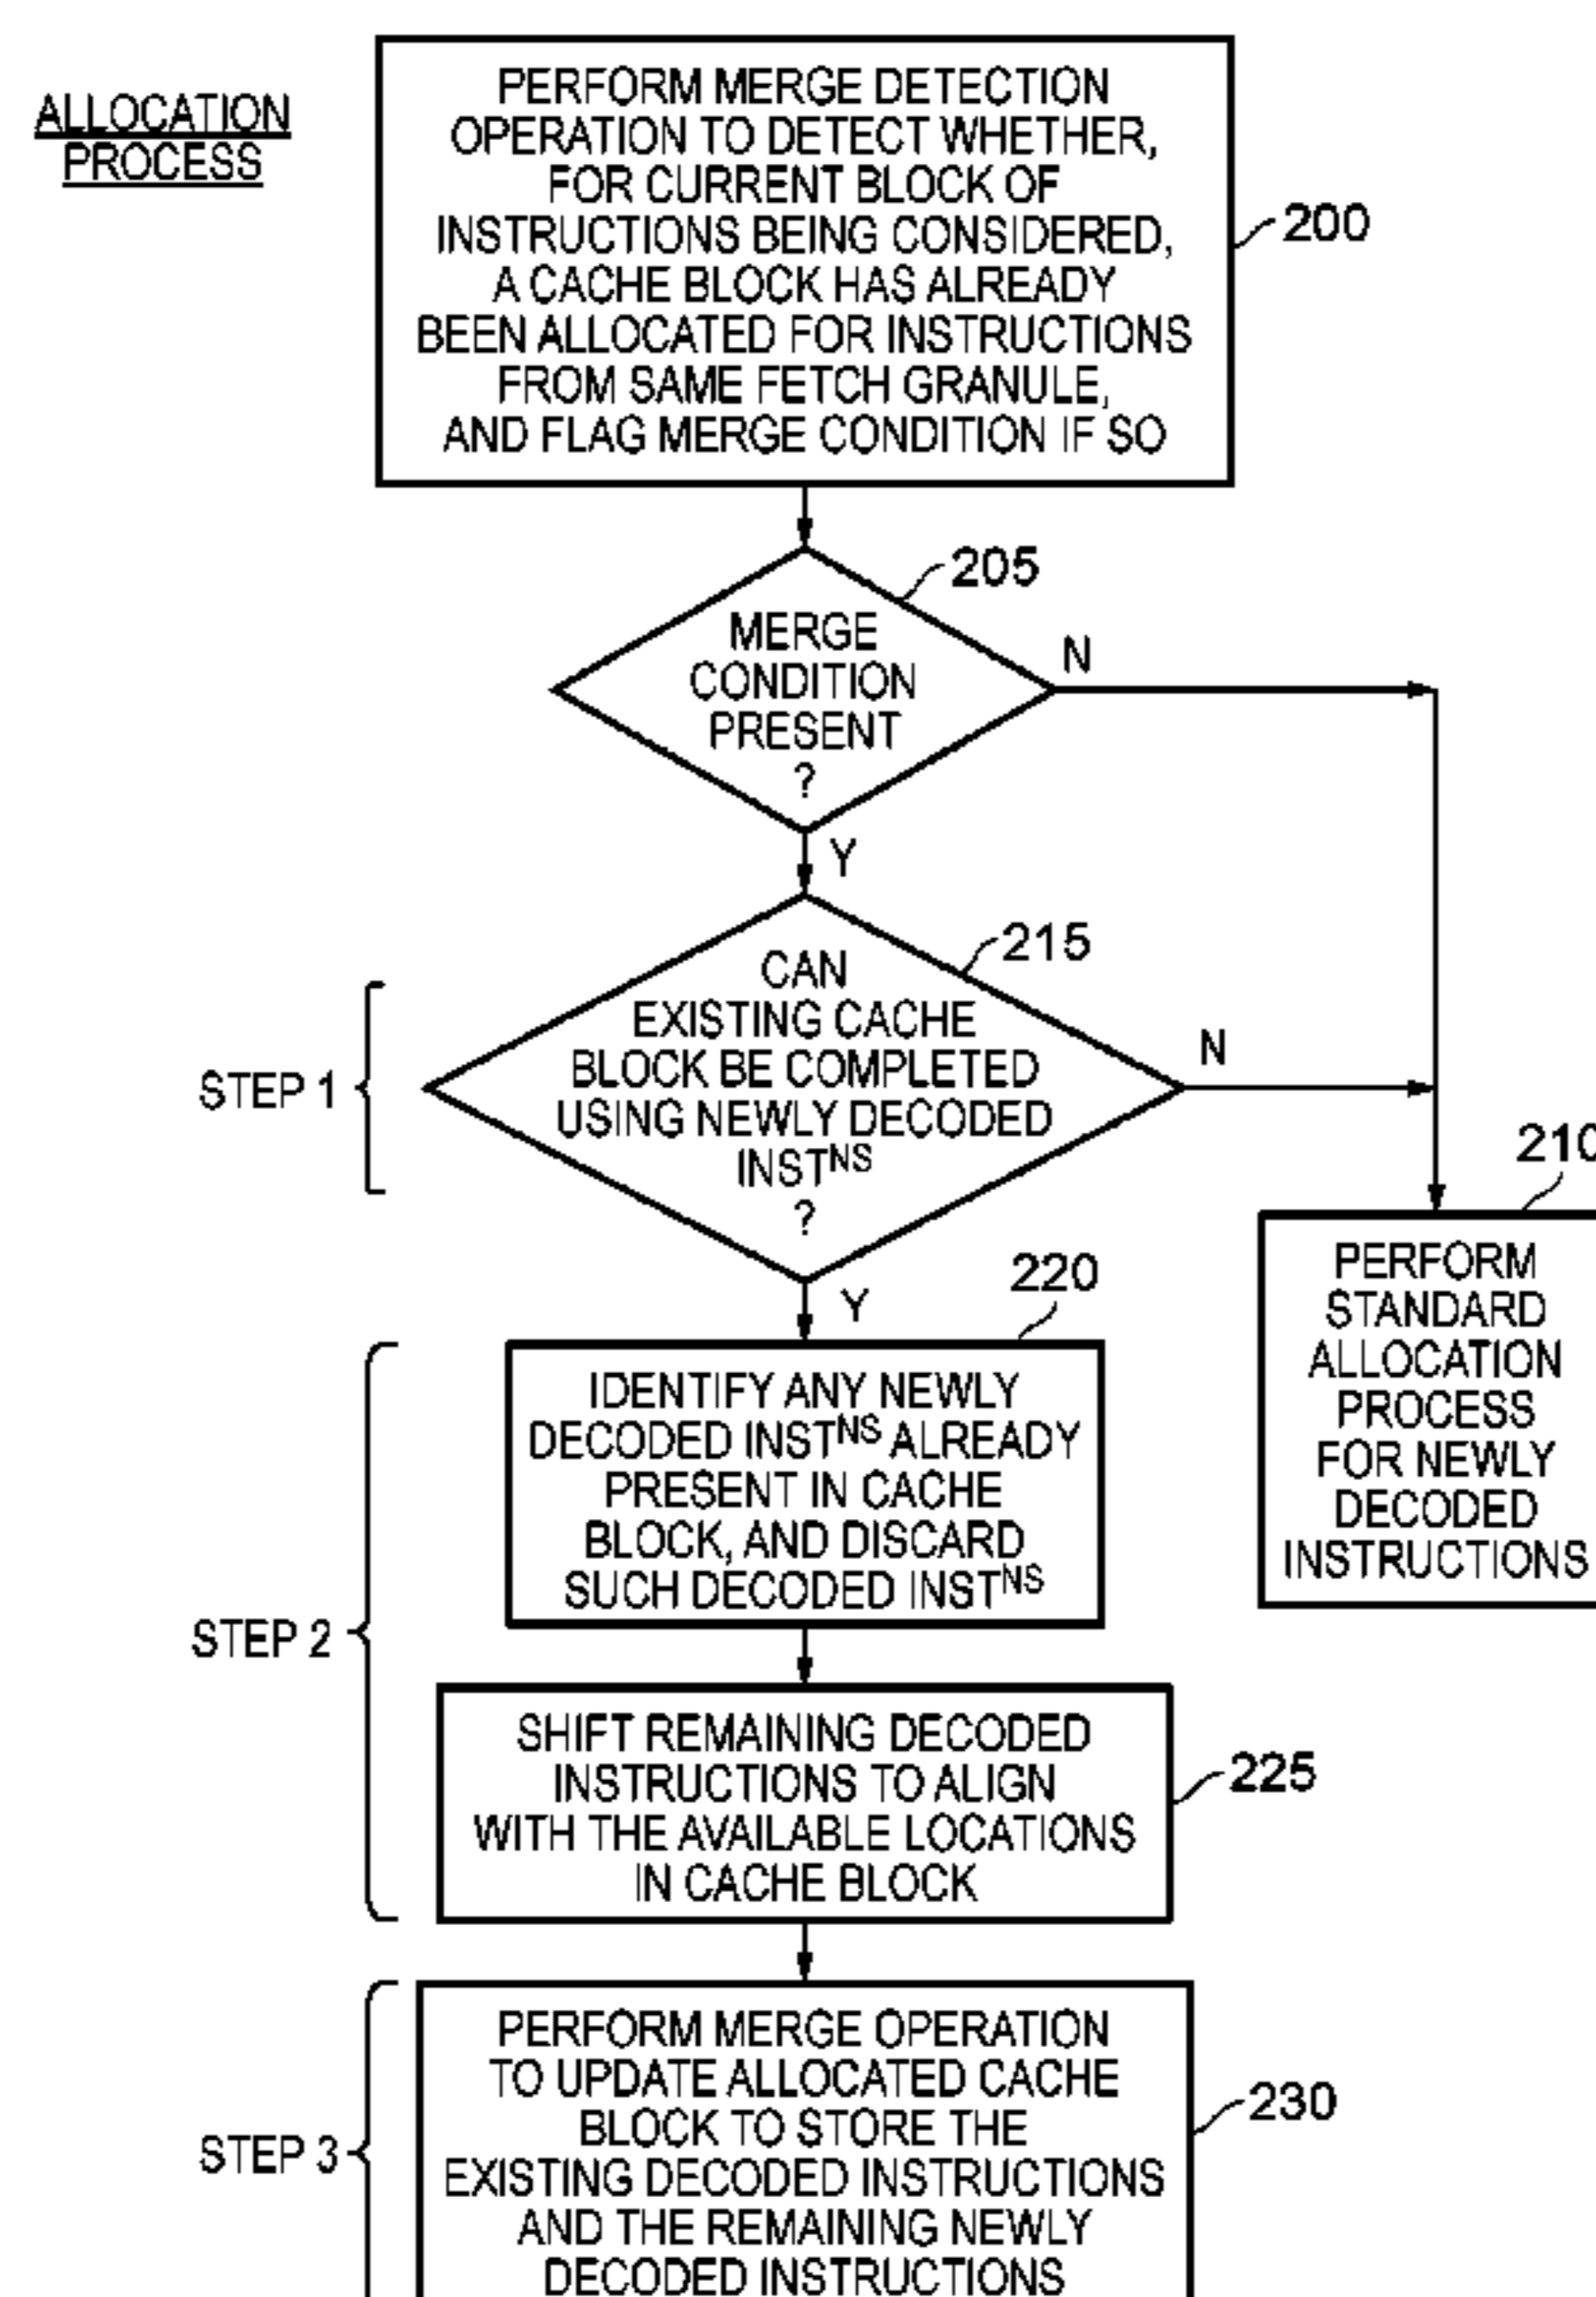 ALLOCATION
PROCESS
PERFORM MERGE DETECTION
OPERATION TO DETECT WHETHER,
FOR CURRENT BLOCK OF
INSTRUCTIONS BEING CONSIDERED,
A CACHE BLOCK HAS ALREADY
BEEN ALLOCATED FOR INSTRUCTIONS
FROM SAME FETCH GRANULE,
AND FLAG MERGE CONDITION IF SO
200
205
MERGE
CONDITION
PRESENT
?
N
Y
215
CAN
EXISTING CACHE
BLOCK BE COMPLETED
USING NEWLY DECODED
INSTNS
?
STEP 1
N
Y
210
PERFORM
STANDARD
ALLOCATION
PROCESS
FOR NEWLY
DECODED
INSTRUCTIONS
220
IDENTIFY ANY NEWLY
DECODED INSTNS ALREADY
PRESENT IN CACHE
BLOCK, AND DISCARD
SUCH DECODED INSTNS
STEP 2
SHIFT REMAINING DECODED
INSTRUCTIONS TO ALIGN
WITH THE AVAILABLE LOCATIONS
IN CACHE BLOCK
225
STEP 3
PERFORM MERGE OPERATION
TO UPDATE ALLOCATED CACHE
BLOCK TO STORE THE
EXISTING DECODED INSTRUCTIONS
AND THE REMAINING NEWLY
DECODED INSTRUCTIONS
230